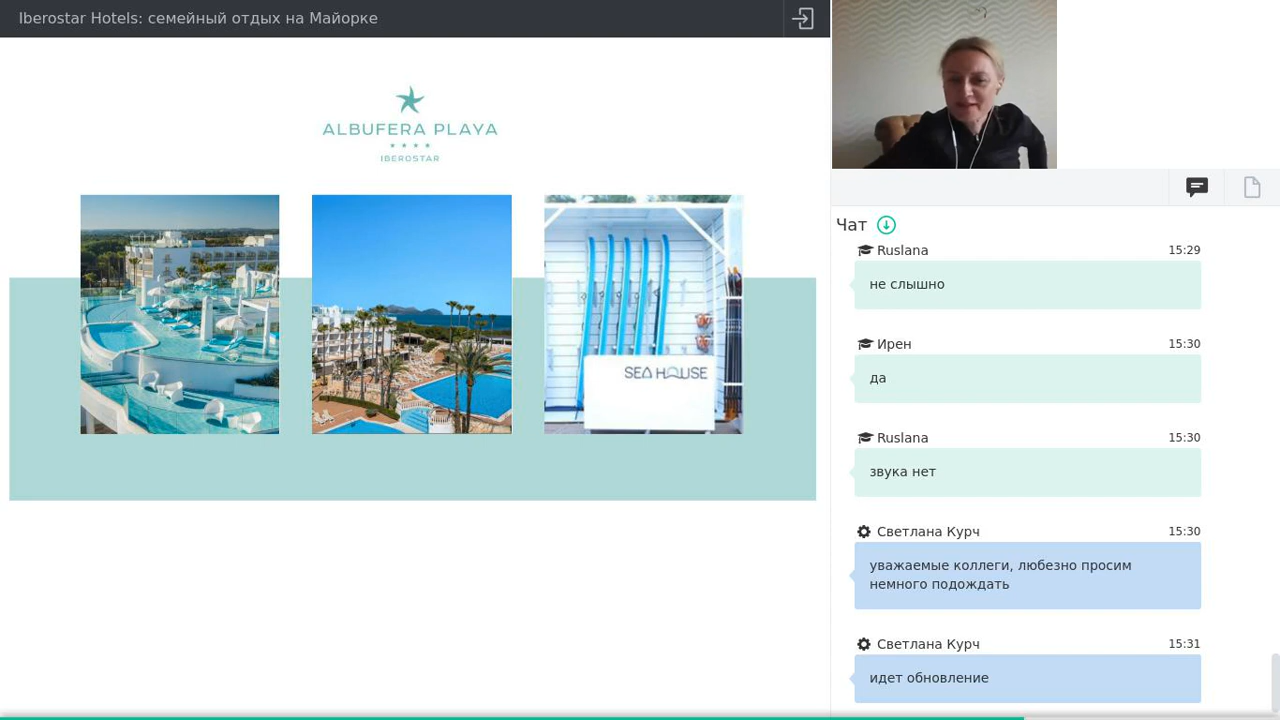 Iberostar Hotels: семейный отдых на Майорке
ALBUFERA PLAYA
IBEROSTAR
SEA HOUSE
Чат
Ruslana 15:29
не слышно
Ирен 15:30
да
Ruslana 15:30
звука нет
Светлана Курч 15:30
уважаемые коллеги, любезно просим
немного подождать
Светлана Курч 15:31
идет обновление